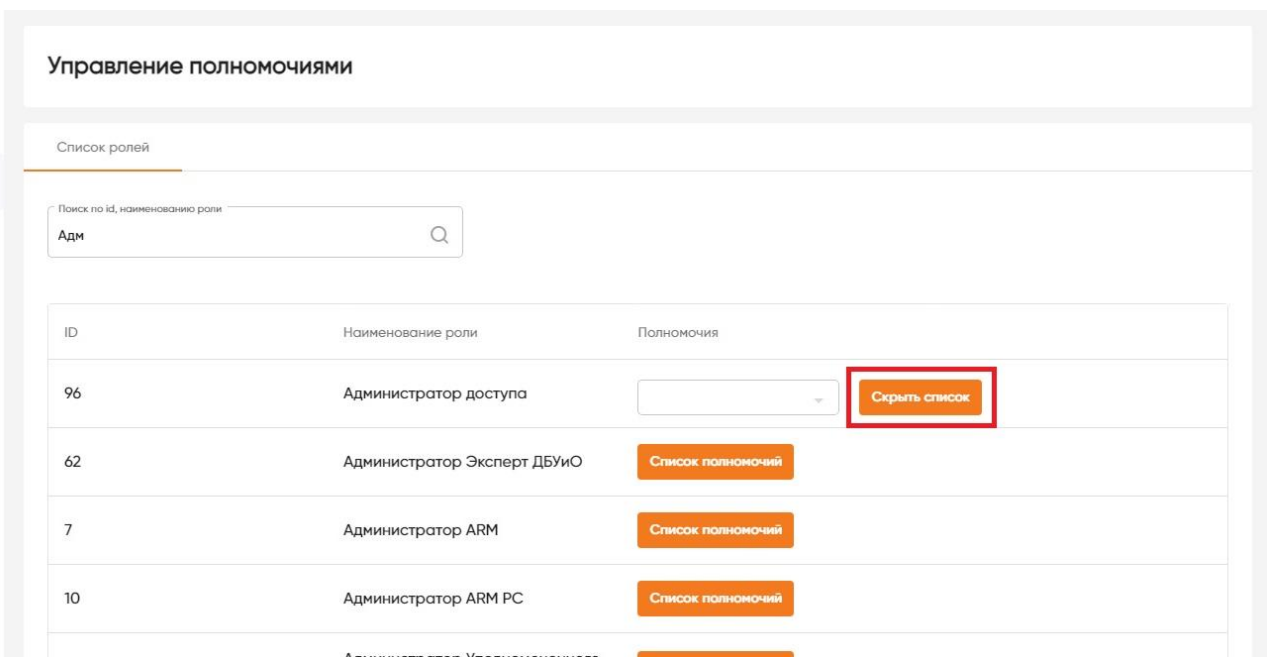 Управление полномочиями
Список ролей
Поиск по id, наименованию роли
Адм
ID Наименование роли Полномочия
96 Администратор доступа Скрыть список
62 Администратор Эксперт ДБУиО Список полномочий
7 Администратор ARM Список полномочий
10 Администратор ARM PC Список полномочий